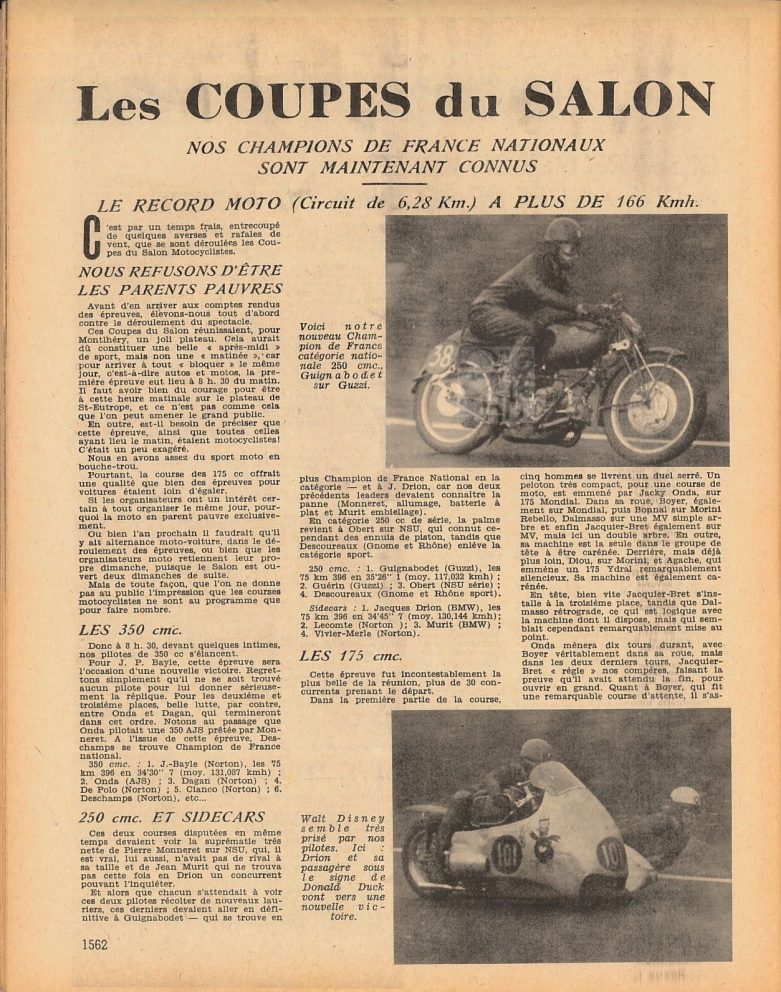 Les COUPES du SALON
NOS CHAMPIONS DE FRANCE NATIONAUX
SONT MAINTENANT CONNUS
LE RECORD MOTO (Circuit de 6,28 Km.) A PLUS DE 166 Kmh.
C'est par un temps frais, entrecoupé
de quelques averses et rafales de
vent, que se sont déroulées les Cou-
pes du Salon Motocyclistes.
NOUS REFUSONS D'ÊTRE
LES PARENTS PAUVRES
Avant d'en arriver aux comptes rendus
des épreuves, élevons-nous tout d'abord
contre le déroulement du spectacle.
Ces Coupes du Salon réunissaient, pour
Montlhéry, un joli plateau. Cela aurait
dû constituer une belle « après-midi »
de sport, mais non une « matinée », car
pour arriver à tout « bloquer » le même
jour, c'est-à-dire autos et motos, la pre-
mière épreuve eut lieu à 8 h. 30 du matin.
Il faut avoir bien du courage pour être
à cette heure matinale sur le plateau de
St-Eutrope, et ce n'est pas comme cela
que l'on peut amener le grand public.
En outre, est-il besoin de préciser que
cette épreuve, ainsi que toutes celles
ayant lieu le matin, étaient motocyclistes!
C'était un peu exagéré.
Nous en avons assez du sport moto en
bouche-trou.
Pourtant, la course des 175 cc offrait
une qualité que bien des épreuves pour
voitures étaient loin d'égaler.
Si les organisateurs ont un intérêt cer-
tain à tout organiser le même jour, pour-
quoi la moto en parent pauvre exclusive-
ment.
Ou bien l'an prochain il faudrait qu'il
y ait alternance moto-voiture, dans le dé-
roulement des épreuves, ou bien que les
organisateurs moto retiennent leur pro-
pre dimanche, puisque le Salon est ou-
vert deux dimanches de suite.
Mais de toute façon, que l'on ne donne
pas au public l'impression que les courses
motocyclistes ne sont au programme que
pour faire nombre.
LES 350 cmc.
Donc à 8 h. 30, devant quelques intimes,
nos pilotes de 350 cc s'élancent.
Pour J. P. Bayle, cette épreuve sera
l'occasion d'une nouvelle victoire. Regret-
tons simplement qu'il ne se soit trouvé
aucun pilote pour lui donner sérieuse-
ment la réplique. Pour les deuxième et
troisième places, belle lutte, par contre,
entre Onda et Dagan, qui termineront
dans cet ordre. Notons au passage que
Onda pilotait une 350 AJS prêtée par Mon-
neret. A l'issue de cette épreuve, Des-
champs se trouve Champion de France
national.
350 cmc. : 1. J.-Bayle (Norton), les 75
km 396 en 34'30" 7 (moy. 131,087 kmh) ;
2. Onda (AJS) ; 3. Dagan (Norton) ; 4.
De Polo (Norton) ; 5. Cianco (Norton) ; 6.
Deschamps (Norton), etc...
250 cmc. ET SIDECARS
Ces deux courses disputées en même
temps devaient voir la suprématie très
nette de Pierre Monneret sur NSU, qui, il
est vrai, lui aussi, n'avait pas de rival à
sa taille et de Jean Murit qui ne trouva
pas cette fois en Drion un concurrent
pouvant l'inquiéter.
Et alors que chacun s'attendait à voir
ces deux pilotes récolter de nouveaux lau-
riers, ces derniers devaient aller en défi-
nitive à Guignabodet — qui se trouve en
1562
Voici notre
nouveau Cham-
pion de France
catégorie natio-
nale 250 cmc.,
Guignabodet
sur Guzzi.
38
plus Champion de France National en la
catégorie — et à J. Drion, car nos deux
précédents leaders devaient connaître la
panne (Monneret, allumage, batterie à
plat et Murit embiellage).
En catégorie 250 cc de série, la palme
revient à Obert sur NSU, qui connut ce-
pendant des ennuis de piston, tandis que
Descoureaux (Gnome et Rhône) enlève la
catégorie sport.
250 cmc. : 1. Guignabodet (Guzzi), les
75 km 396 en 35'26" 1 (moy. 117,032 kmh) ;
2. Guérin (Guzzi) ; 3. Obert (NSU série) ;
4. Descoureaux (Gnome et Rhône sport).
Sidecars : 1. Jacques Drion (BMW), les
75 km 396 en 34'45" 7 (moy. 130,144 kmh);
2. Lecomte (Norton) ; 3. Murit (BMW) ;
4. Vivier-Merle (Norton).
LES 175 cmc.
Cette épreuve fut incontestablement la
plus belle de la réunion, plus de 30 con-
currents prenant le départ.
Dans la première partie de la course,
cinq hommes se livrent un duel serré. Un
peloton très compact, pour une course de
moto, est emmené par Jacky Onda, sur
175 Mondial. Dans sa roue, Boyer, égale-
ment sur Mondial, puis Bonnal sur Morini
Rebello, Dalmasso sur une MV simple ar-
bre et enfin Jacquier-Bret également sur
MV, mais ici un double arbre. En outre,
sa machine est la seule dans le groupe de
tête à être carénée. Derrière, mais déjà
plus loin, Diou, sur Morini, et Agache, qui
emmène un 175 Ydral remarquablement
silencieux. Sa machine est également ca-
rénée.
En tête, bien vite Jacquier-Bret s'ins-
talle à la troisième place, tandis que Dal-
masso rétrograde, ce qui est logique avec
la machine dont il dispose, mais qui sem-
blait cependant remarquablement mise au
point.
Onda mènera dix tours durant, avec
Boyer véritablement dans sa roue, mais
dans les deux derniers tours, Jacquier-
Bret « règle » nos compères, faisant la
preuve qu'il avait attendu la fin, pour
ouvrir en grand. Quant à Boyer, qui fit
une remarquable course d'attente, il s'as-
Walt Disney
semble très
prisé par nos
pilotes. Ici :
Drion et sa
passagère sous
le signe de
Donald Duck
vont vers une
nouvelle vic-
toire.
101
101